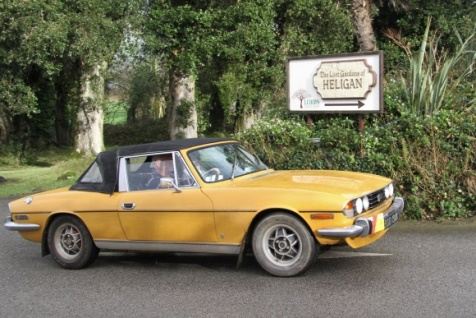 The Lost Gardens of
HELIGAN